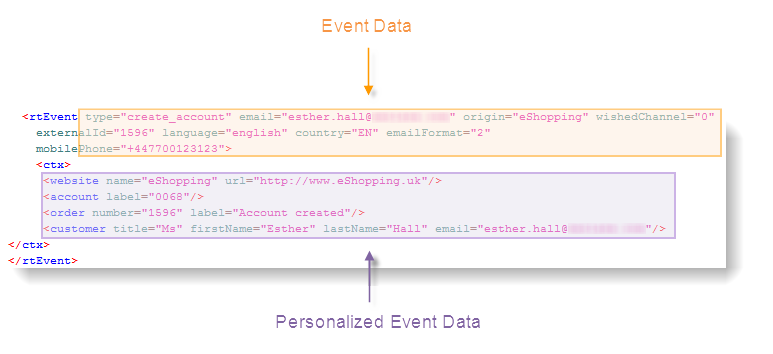 Event Data
<rtEvent type="create_account" email="esther.hall@" origin="eShopping" wishedChannel="0"
externalId="1596" language="english" country="EN" emailFormat="2"
mobilePhone="+447700123123">
<ctx>
<website name="eShopping" url="http://www.eShopping.uk"/>
<account label="0068"/>
<order number="1596" label="Account created"/>
<customer title="Ms" firstName="Esther" lastName="Hall" email="esther.hall@"/>
</ctx>
</rtEvent>
Personalized Event Data